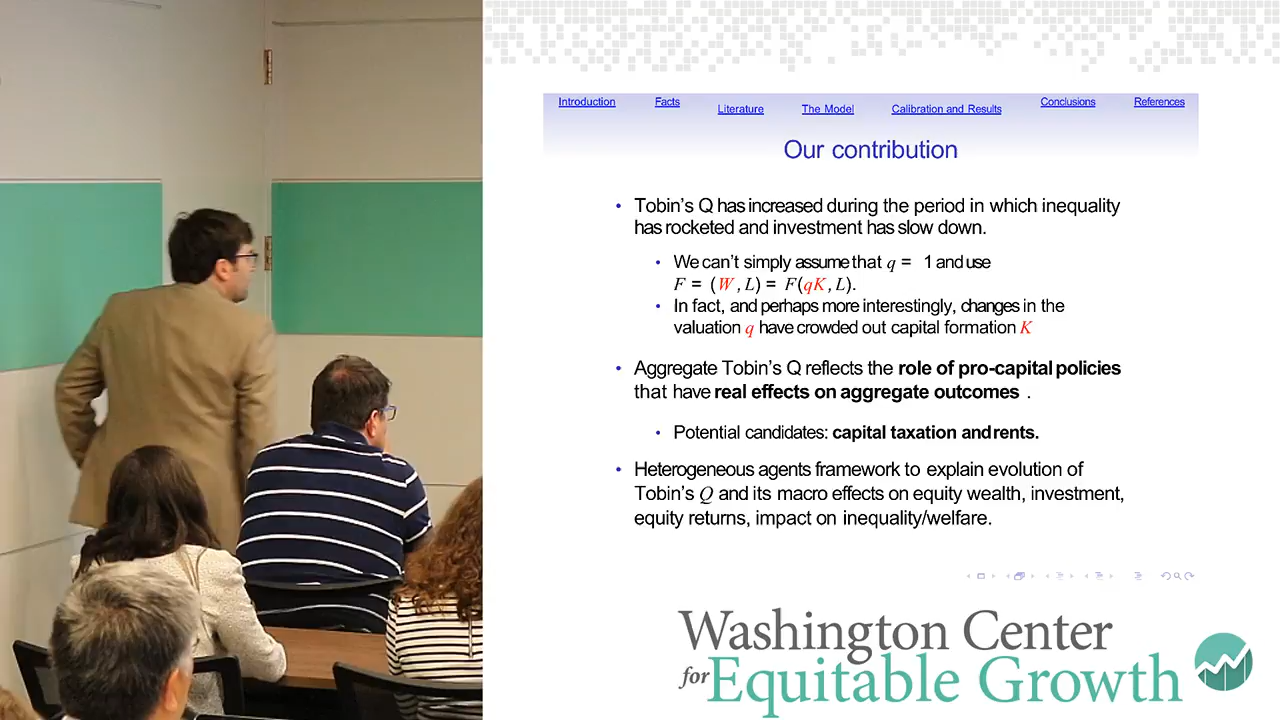 Introduction Facts Literature The Model Calibration and Results Conclusions References
Our contribution
• Tobin's Q has increased during the period in which inequality
has rocketed and investment has slow down.
• We can't simply assume that q = 1 and use
F = (W, L) = F(qK, L).
• In fact, and perhaps more interestingly, changes in the
valuation q have crowded out capital formation K
• Aggregate Tobin's Q reflects the role of pro-capital policies
that have real effects on aggregate outcomes .
• Potential candidates: capital taxation and rents.
• Heterogeneous agents framework to explain evolution of
Tobin's Q and its macro effects on equity wealth, investment,
equity returns, impact on inequality/welfare.
Washington Center
for Equitable Growth